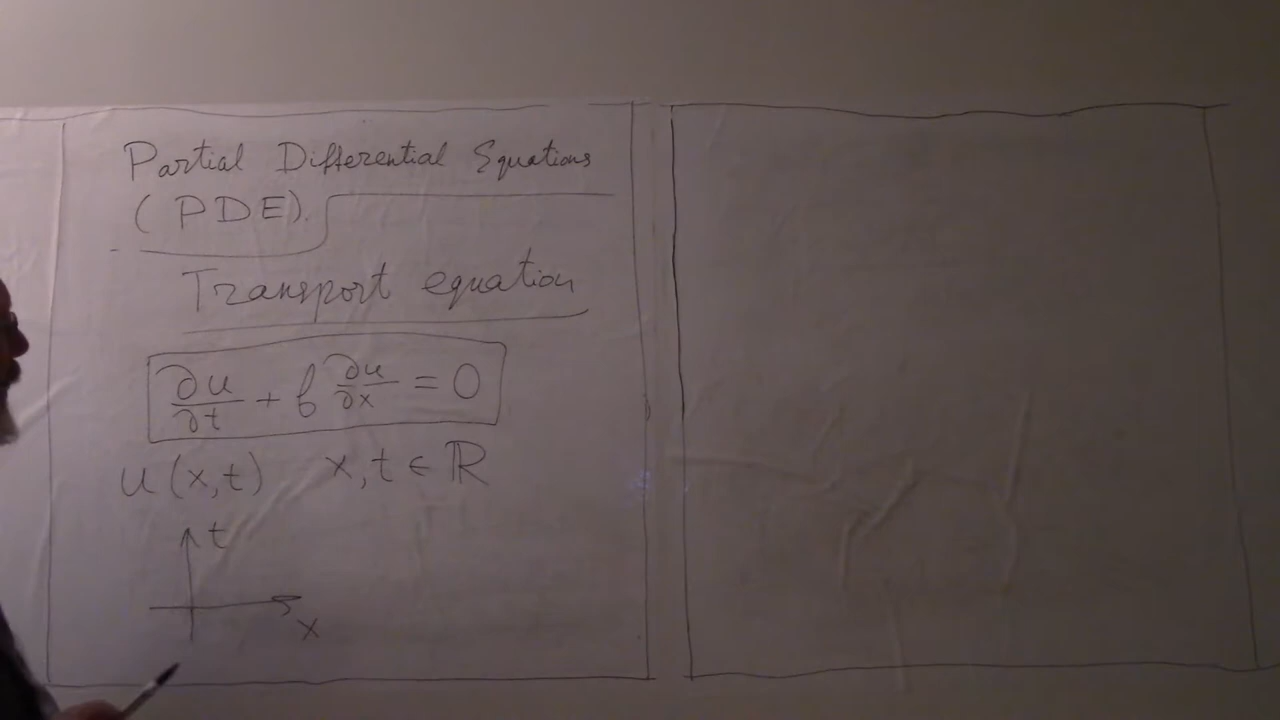 Partial Differential Equations
(PDE).
Transport equation
∂u/∂t + b ∂u/∂x = 0
u(x,t) x,t ∈ ℝ
t
x